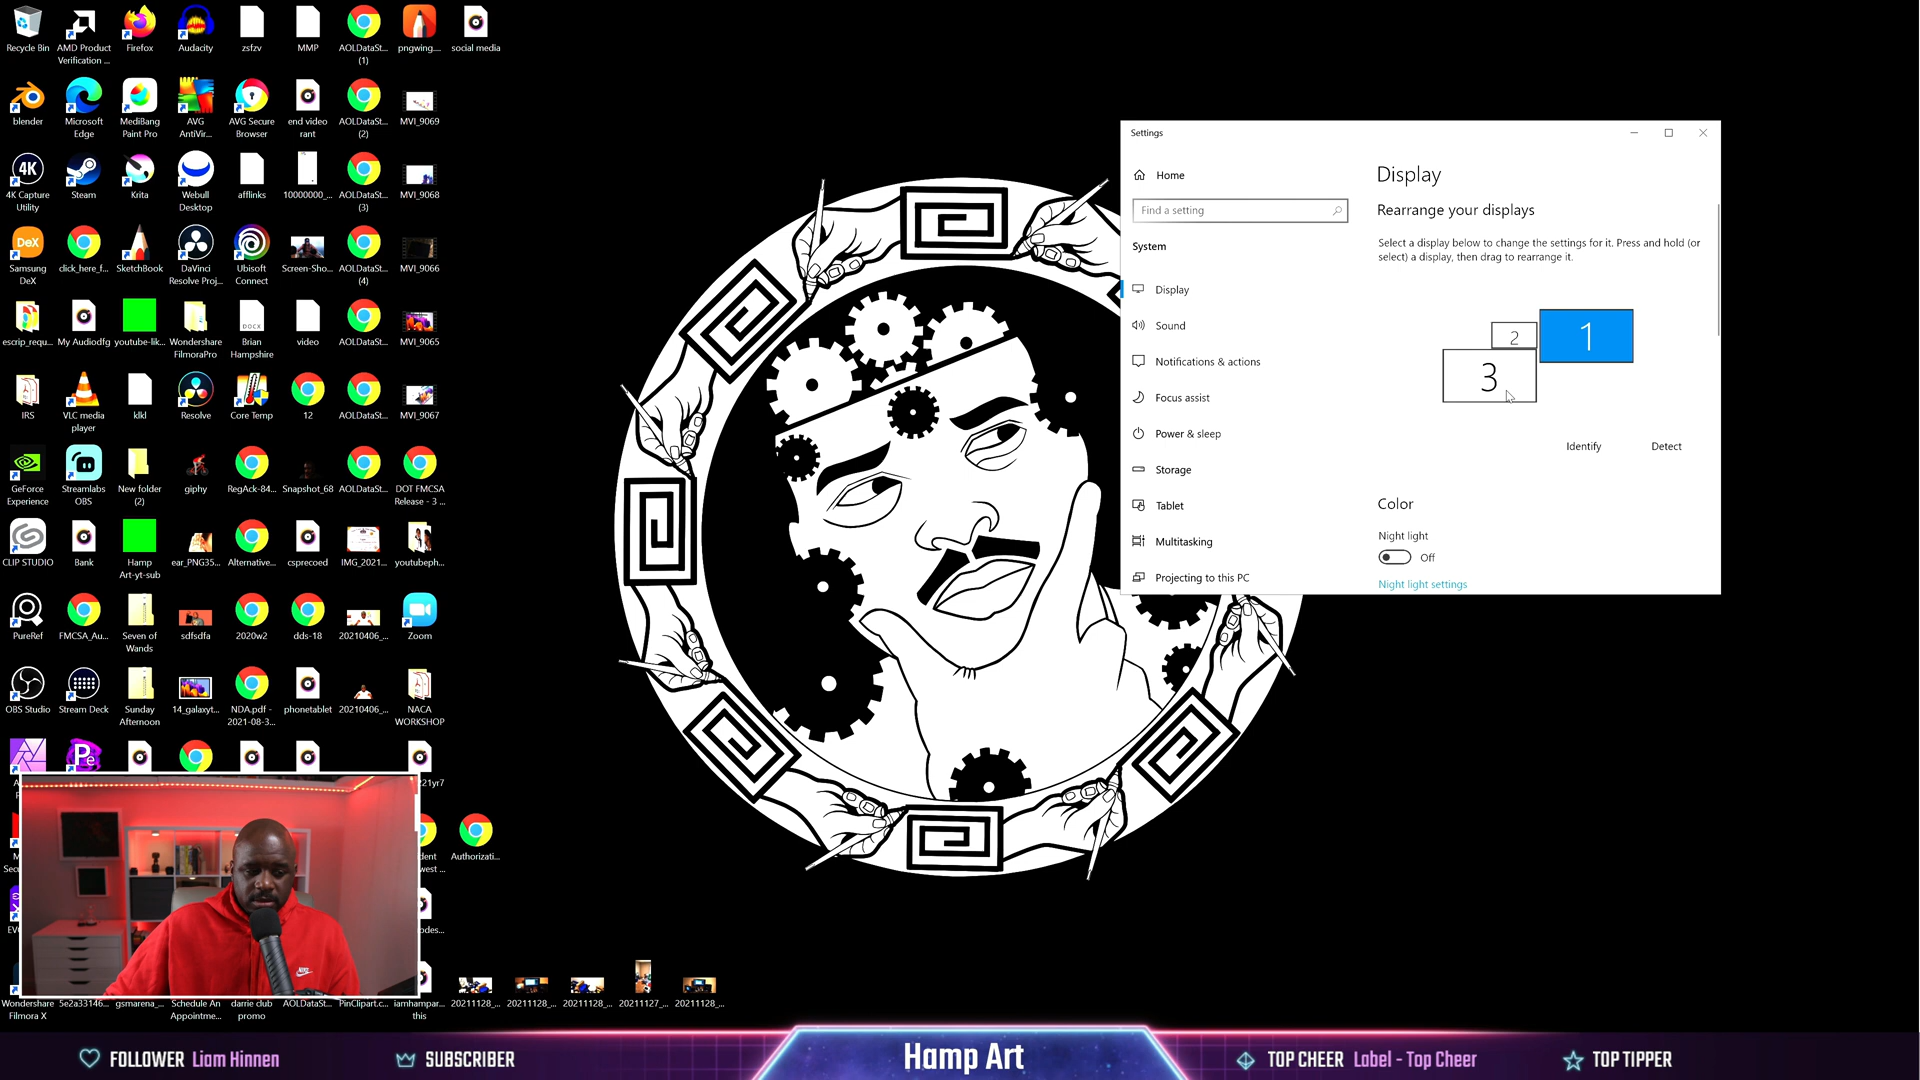 Recycle Bin
AMD Product
Verification ...
Firefox
Audacity
zsfzv
MMP
AOLDataSt...
(1)
pngwing....
social media
blender
Microsoft
Edge
MediBang
Paint Pro
AVG
AntiVir...
AVG Secure
Browser
end video
rant
AOLDataSt...
(2)
MVI_9069
4K
4K Capture
Utility
Steam
Krita
Webull
Desktop
afflinks
10000000_...
AOLDataSt...
(3)
MVI_9068
DeX
Samsung
DeX
click_here_f...
SketchBook
DaVinci
Resolve Proj...
Ubisoft
Connect
Screen-Sho...
AOLDataSt...
(4)
MVI_9066
escrip_requ...
My Audiodfg
youtube-lik...
Wondershare
FilmoraPro
DOCX
Brian
Hampshire
video
AOLDataSt...
MVI_9065
IRS
VLC media
player
klkl
Resolve
Core Temp
12
AOLDataSt...
MVI_9067
GeForce
Experience
Streamlabs
OBS
New folder
(2)
giphy
RegAck-84...
Snapshot_68
AOLDataSt...
DOT FMCSA
Release - 3 ...
CLIP STUDIO
Bank
Hamp
Art-yt-sub
ear_PNG35...
Alternative...
csprecoed
IMG_2021...
youtubeph...
PureRef
FMCSA_Au...
Seven of
Wands
sdfsdfa
2020w2
dds-18
20210406_...
Zoom
OBS Studio
Stream Deck
Sunday
Afternoon
14_galaxyt...
NDA.pdf -
2021-08-3...
phonetablet
20210406_...
NACA
WORKSHOP
Pe
21yr7
Authorizati...
Wondershare
Filmora X
5e2a33146...
gsmarena_...
Schedule An
Appointme...
darrie club
promo
AOLDataSt...
PinClipart.c...
iamhampar...
this
20211128_...
20211128_...
20211128_...
20211127_...
20211128_...
Settings
Home
Find a setting
System
Display
Sound
Notifications & actions
Focus assist
Power & sleep
Storage
Tablet
Multitasking
Projecting to this PC
Display
Rearrange your displays
Select a display below to change the settings for it. Press and hold (or
select) a display, then drag to rearrange it.
2
1
3
Identify
Detect
Color
Night light
Off
Night light settings
FOLLOWER Liam Hinnen
SUBSCRIBER
Hamp Art
TOP CHEER Label - Top Cheer
TOP TIPPER